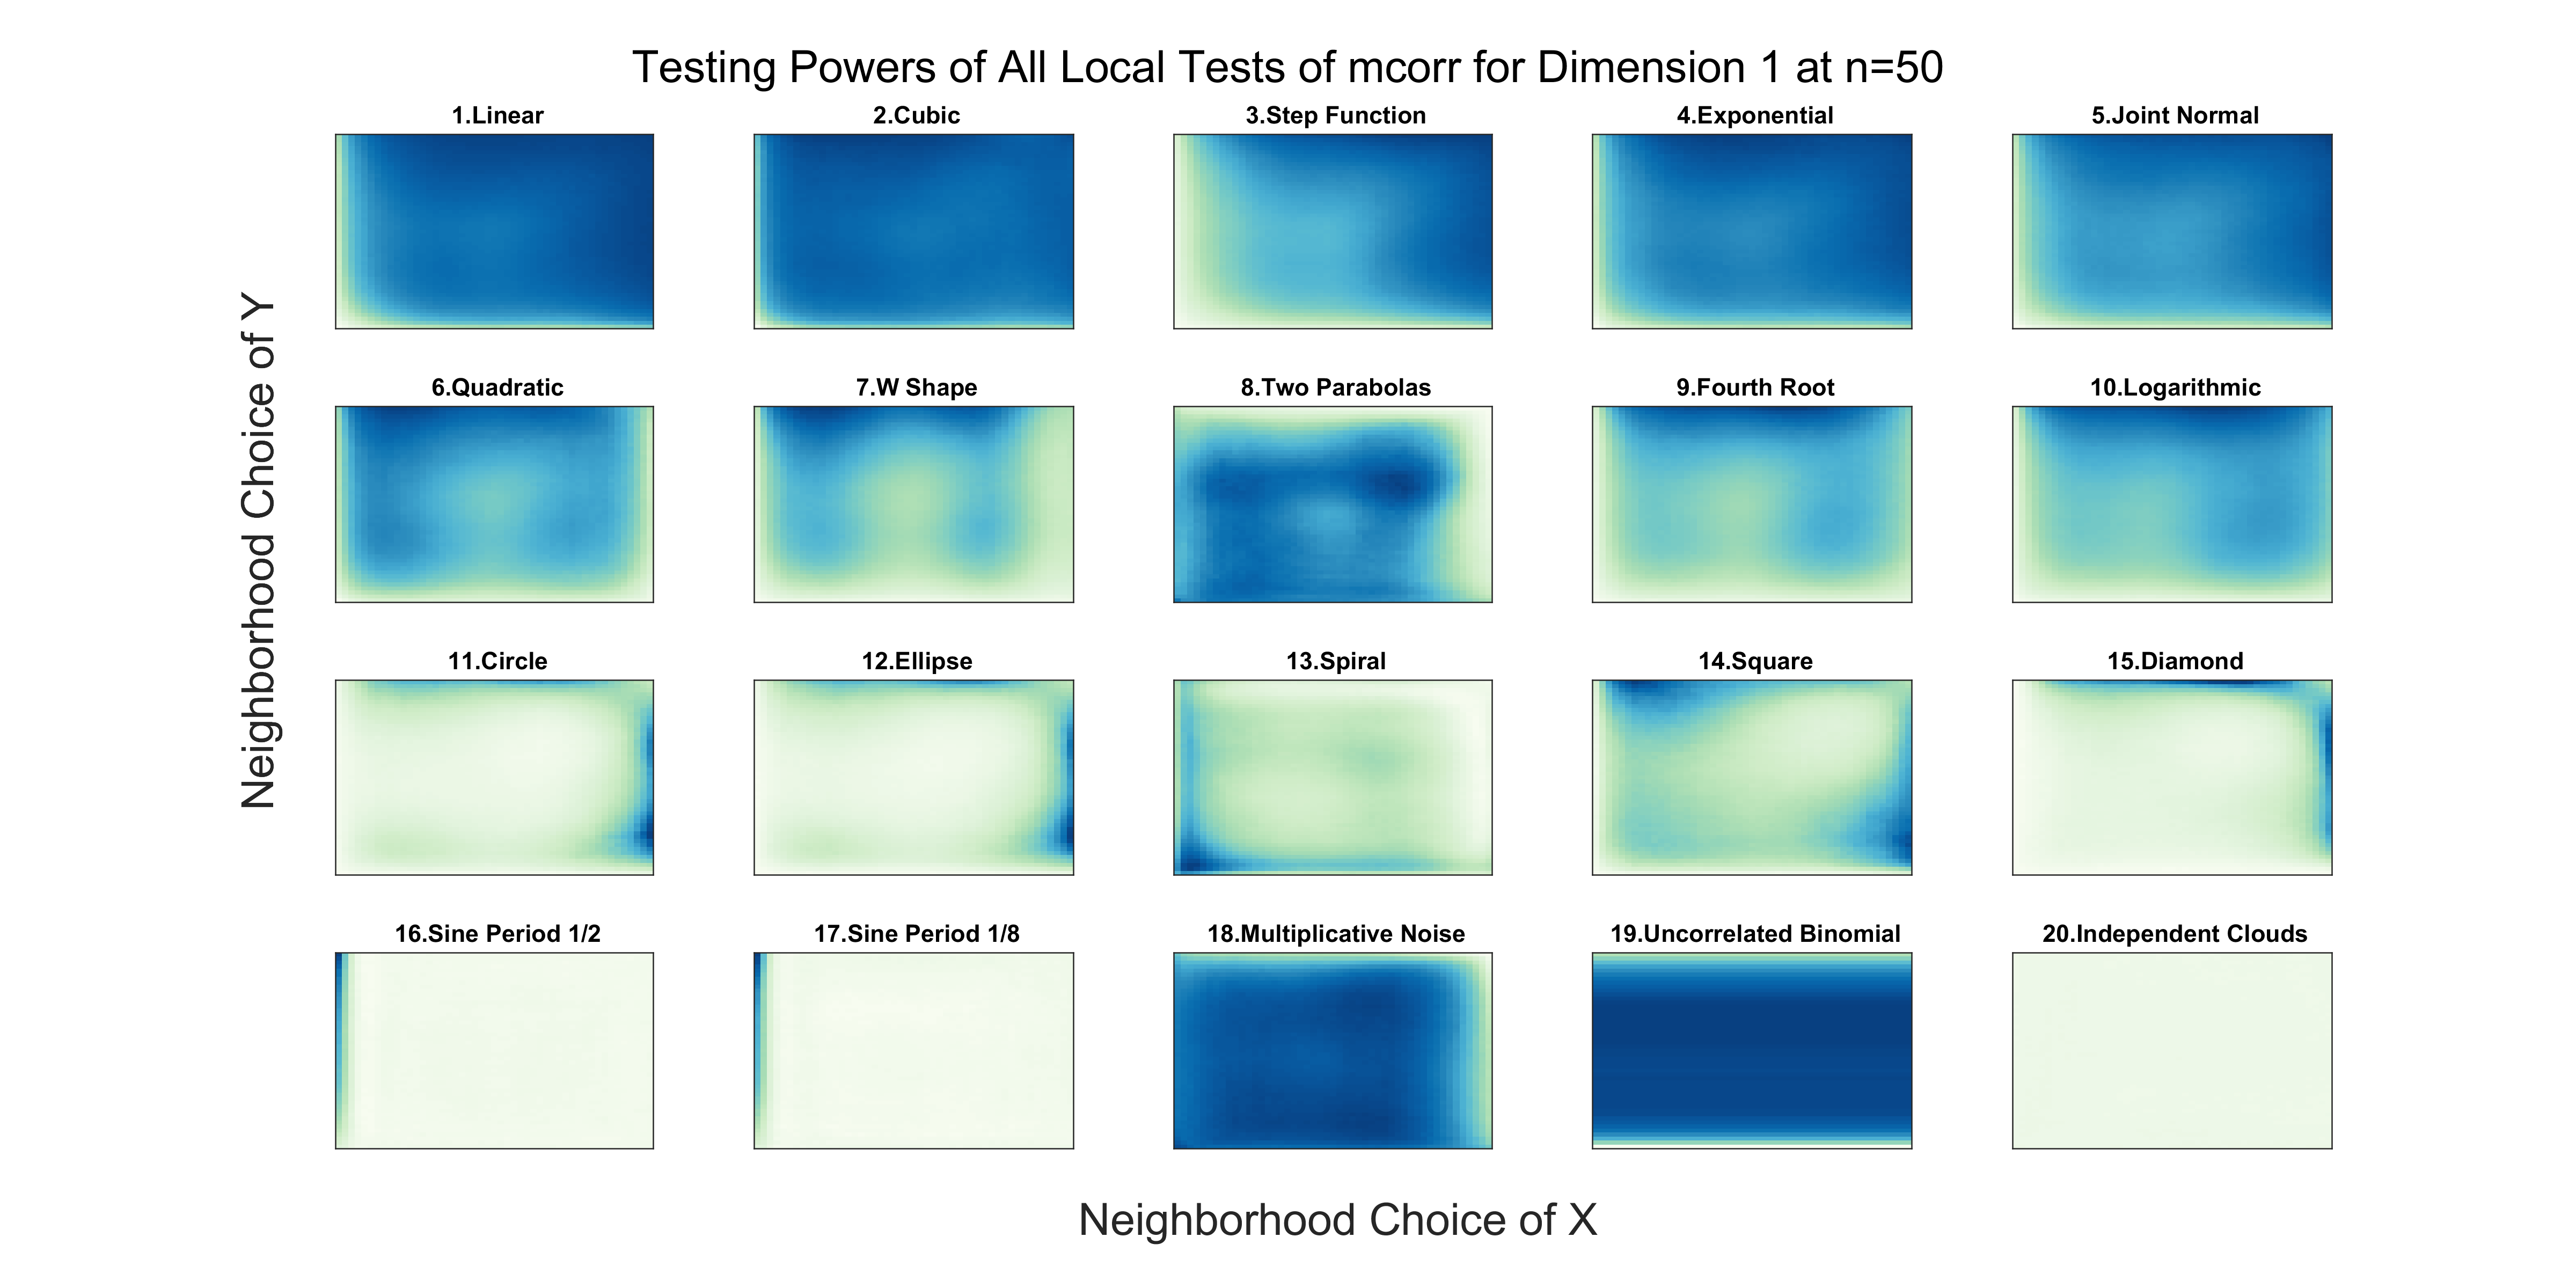 Testing Powers of All Local Tests of mcorr for Dimension 1 at n=50
1.Linear
2.Cubic
3.Step Function
4.Exponential
5.Joint Normal
6.Quadratic
7.W Shape
8.Two Parabolas
9.Fourth Root
10.Logarithmic
11.Circle
12.Ellipse
13.Spiral
14.Square
15.Diamond
16.Sine Period 1/2
17.Sine Period 1/8
18.Multiplicative Noise
19.Uncorrelated Binomial
20.Independent Clouds
Neighborhood Choice of Y
Neighborhood Choice of X